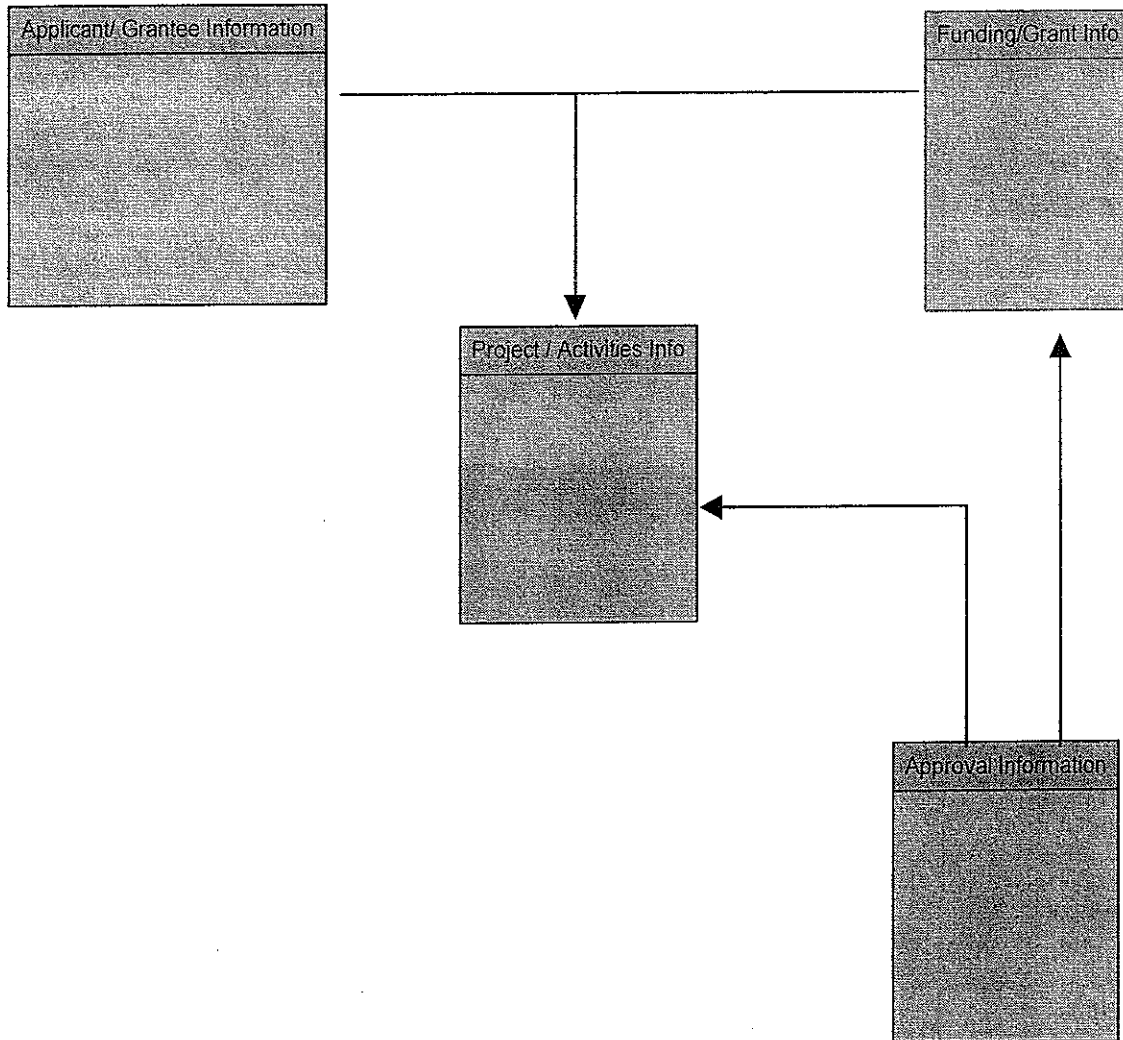 Applicant/ Grantee Information
Funding/Grant Info
Project / Activities Info
Approval Information